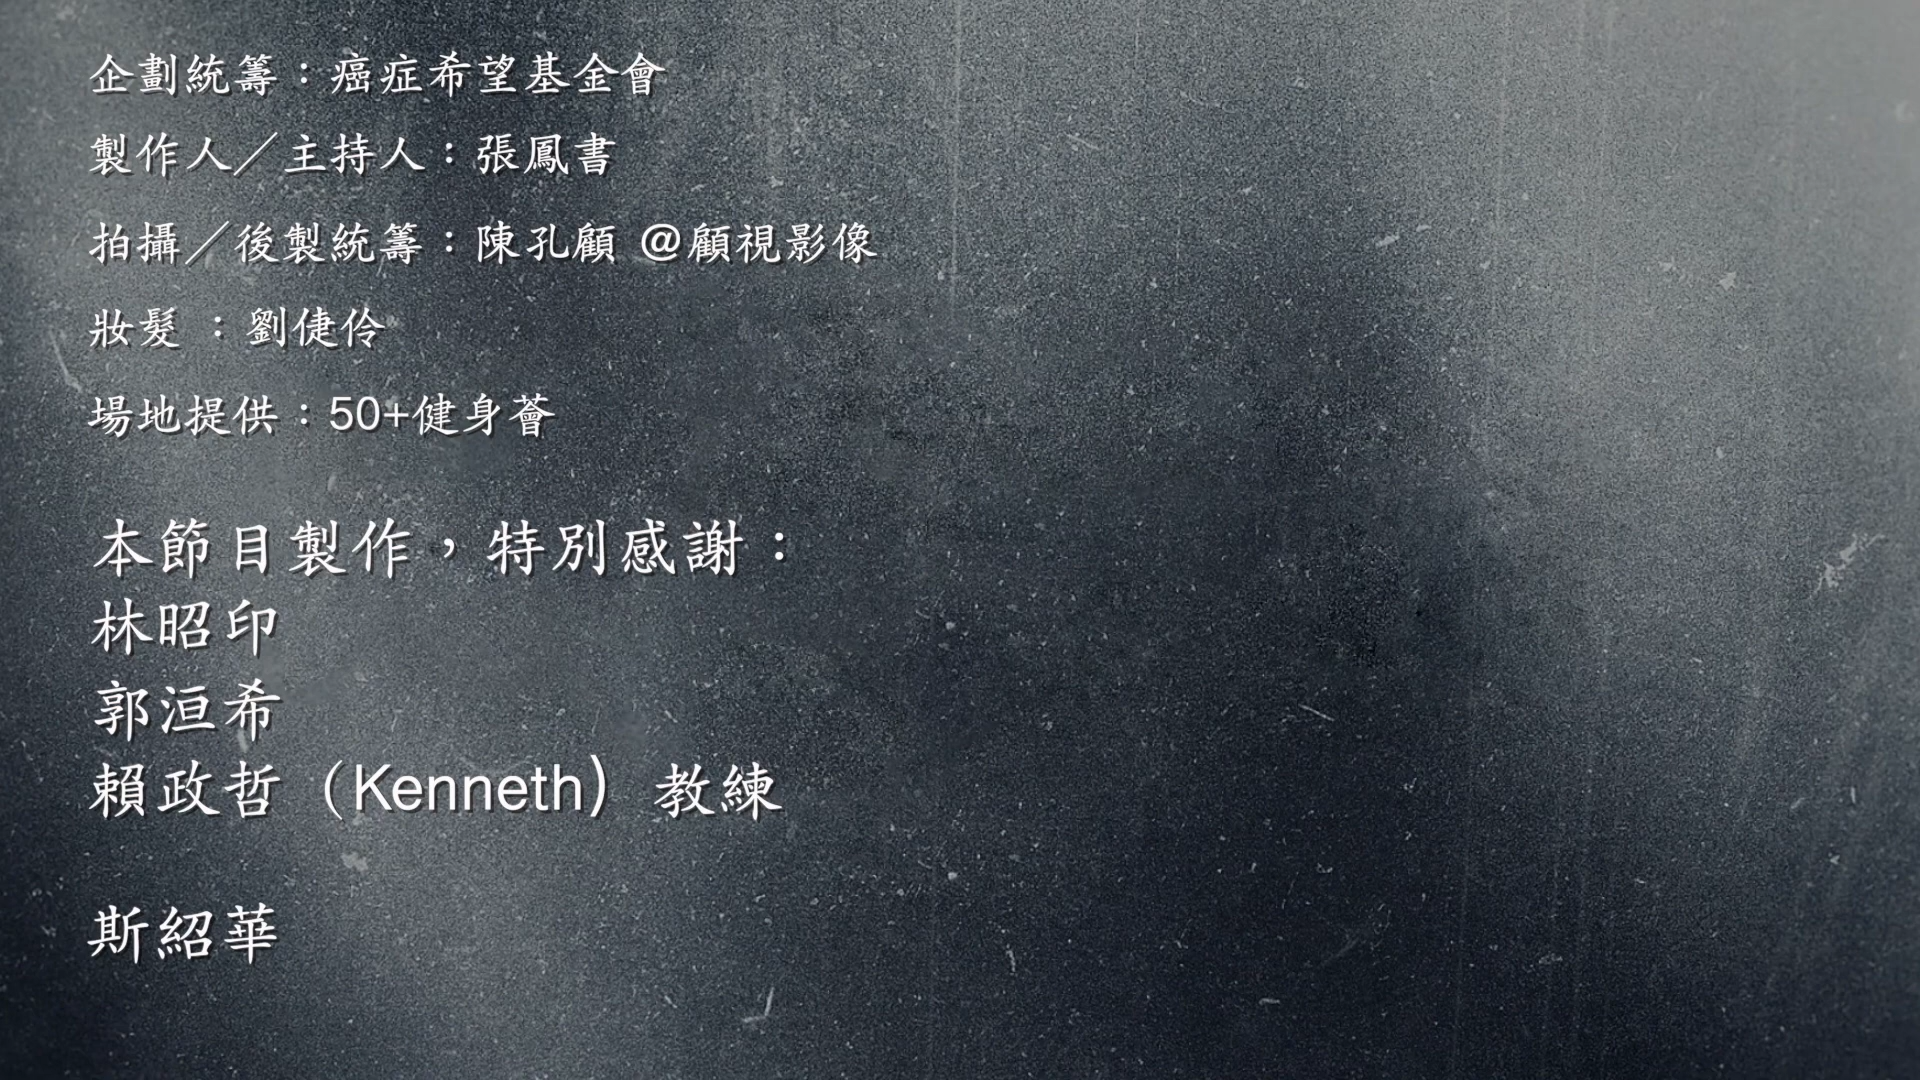 企劃統籌：癌症希望基金會
製作人／主持人：張鳳書
拍攝／後製統籌：陳孔顧 @顧視影像
妝髮 ：劉倢伶
場地提供：50+健身薈
本節目製作，特別感謝：
林昭印
郭洹希
賴政哲（Kenneth）教練
斯紹華